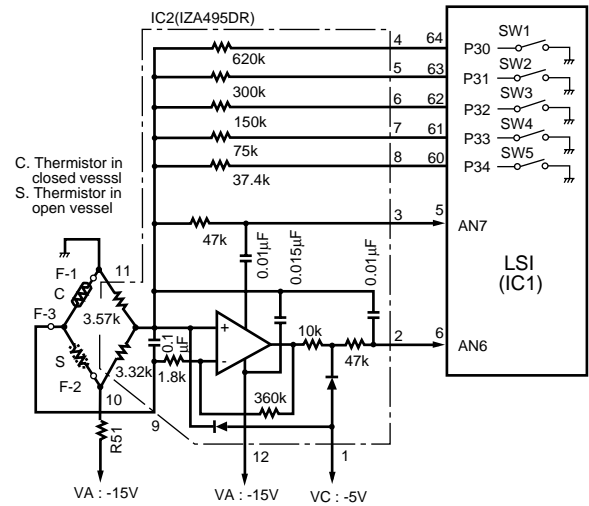 IC2(IZA495DR)
4 64
620k
P30 SW1
5 63
300k
P31 SW2
6 62
150k
P32 SW3
7 61
75k
P33 SW4
8 60
37.4k
P34 SW5
C. Thermistor in
closed vesssl
S. Thermistor in
open vessel
47k
3 5
AN7
LSI
(IC1)
0.01µF
0.015µF
0.01µF
F-1
11
C
F-3
3.57k
S
3.32k
F-2
10
R51
9
0.1
µF
1.8k
+
-
10k
47k
2 6
AN6
360k
12
1
VA : -15V
VA : -15V
VC : -5V